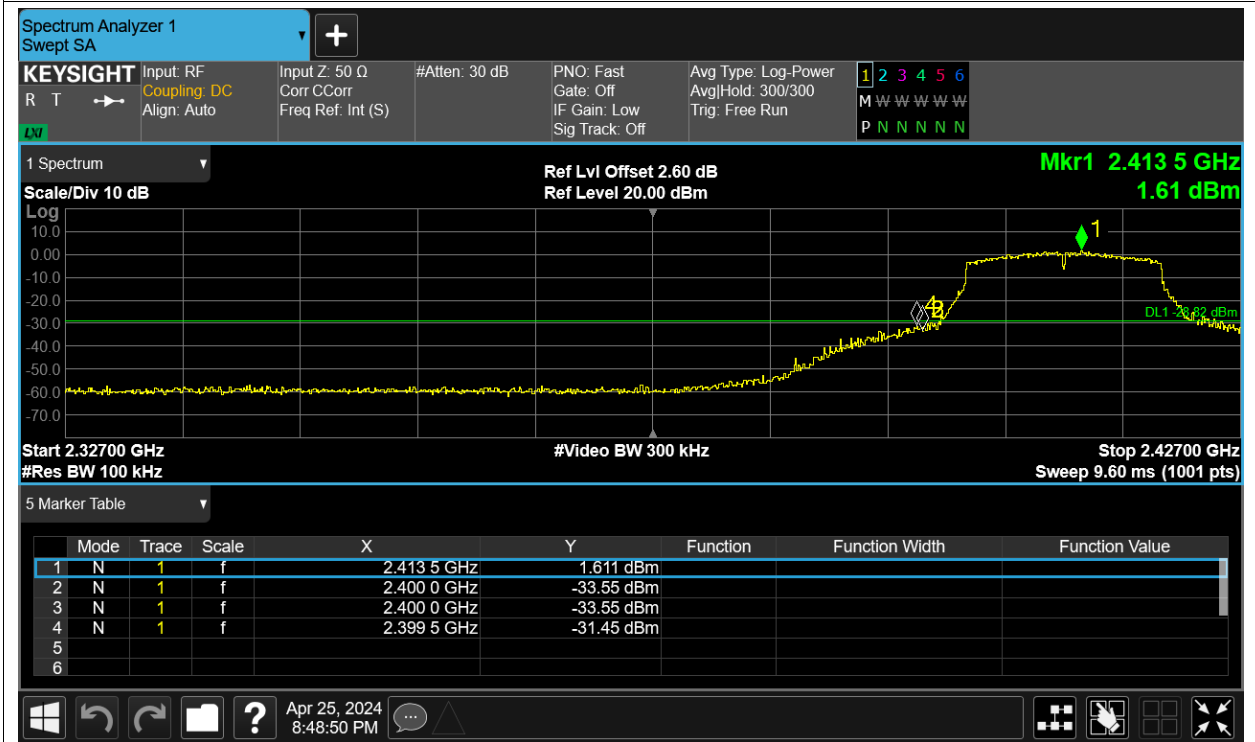 Spectrum Analyzer 1
Swept SA
KEYSIGHT
R T
LXI
Input: RF
Coupling: DC
Align: Auto
Input Z: 50 Ω
Corr CCorr
Freq Ref: Int (S)
#Atten: 30 dB
PNO: Fast
Gate: Off
IF Gain: Low
Sig Track: Off
Avg Type: Log-Power
Avg|Hold: 300/300
Trig: Free Run
1 2 3 4 5 6
M W W W W W
P N N N N N
1 Spectrum
Scale/Div 10 dB
Ref Lvl Offset 2.60 dB
Ref Level 20.00 dBm
Mkr1 2.413 5 GHz
1.61 dBm
Log
10.0
0.00
-10.0
-20.0
-30.0
-40.0
-50.0
-60.0
-70.0
1
DL1 -28.82 dBm
Start 2.32700 GHz
#Res BW 100 kHz
#Video BW 300 kHz
Stop 2.42700 GHz
Sweep 9.60 ms (1001 pts)
5 Marker Table
Mode Trace Scale X Y Function Function Width Function Value
1 N 1 f 2.413 5 GHz 1.611 dBm
2 N 1 f 2.400 0 GHz -33.55 dBm
3 N 1 f 2.400 0 GHz -33.55 dBm
4 N 1 f 2.399 5 GHz -31.45 dBm
5
6
?
Apr 25, 2024
8:48:50 PM